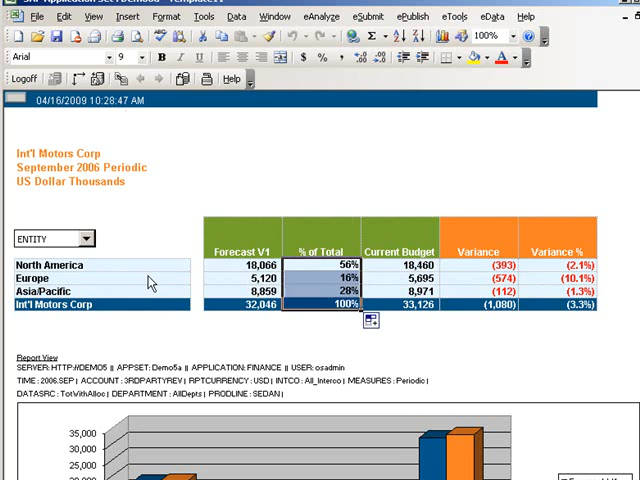 File Edit View Insert Format Tools Data Window eAnalyze eSubmit ePublish eTools eData Help
100%
Arial 9 B I U $ % ,
Logoff Help
04/16/2009 10:28:47 AM
Int'l Motors Corp
September 2006 Periodic
US Dollar Thousands
ENTITY
Forecast V1 % of Total Current Budget Variance Variance %
North America 18,066 56% 18,460 (393) (2.1%)
Europe 5,120 16% 5,695 (574) (10.1%)
Asia/Pacific 8,859 28% 8,971 (112) (1.3%)
Int'l Motors Corp 32,046 100% 33,126 (1,080) (3.3%)
Report View
SERVER: HTTP://DEMO5 || APPSET: Demo5a || APPLICATION: FINANCE || USER: osadmin
TIME : 2006.SEP | ACCOUNT : 3RDPARTYREV | RPTCURRENCY : USD | INTCO : All_Interco | MEASURES : Periodic |
DATASRC : TotWithAlloc | DEPARTMENT : AllDepts | PRODLINE : SEDAN |
35,000
30,000
25,000